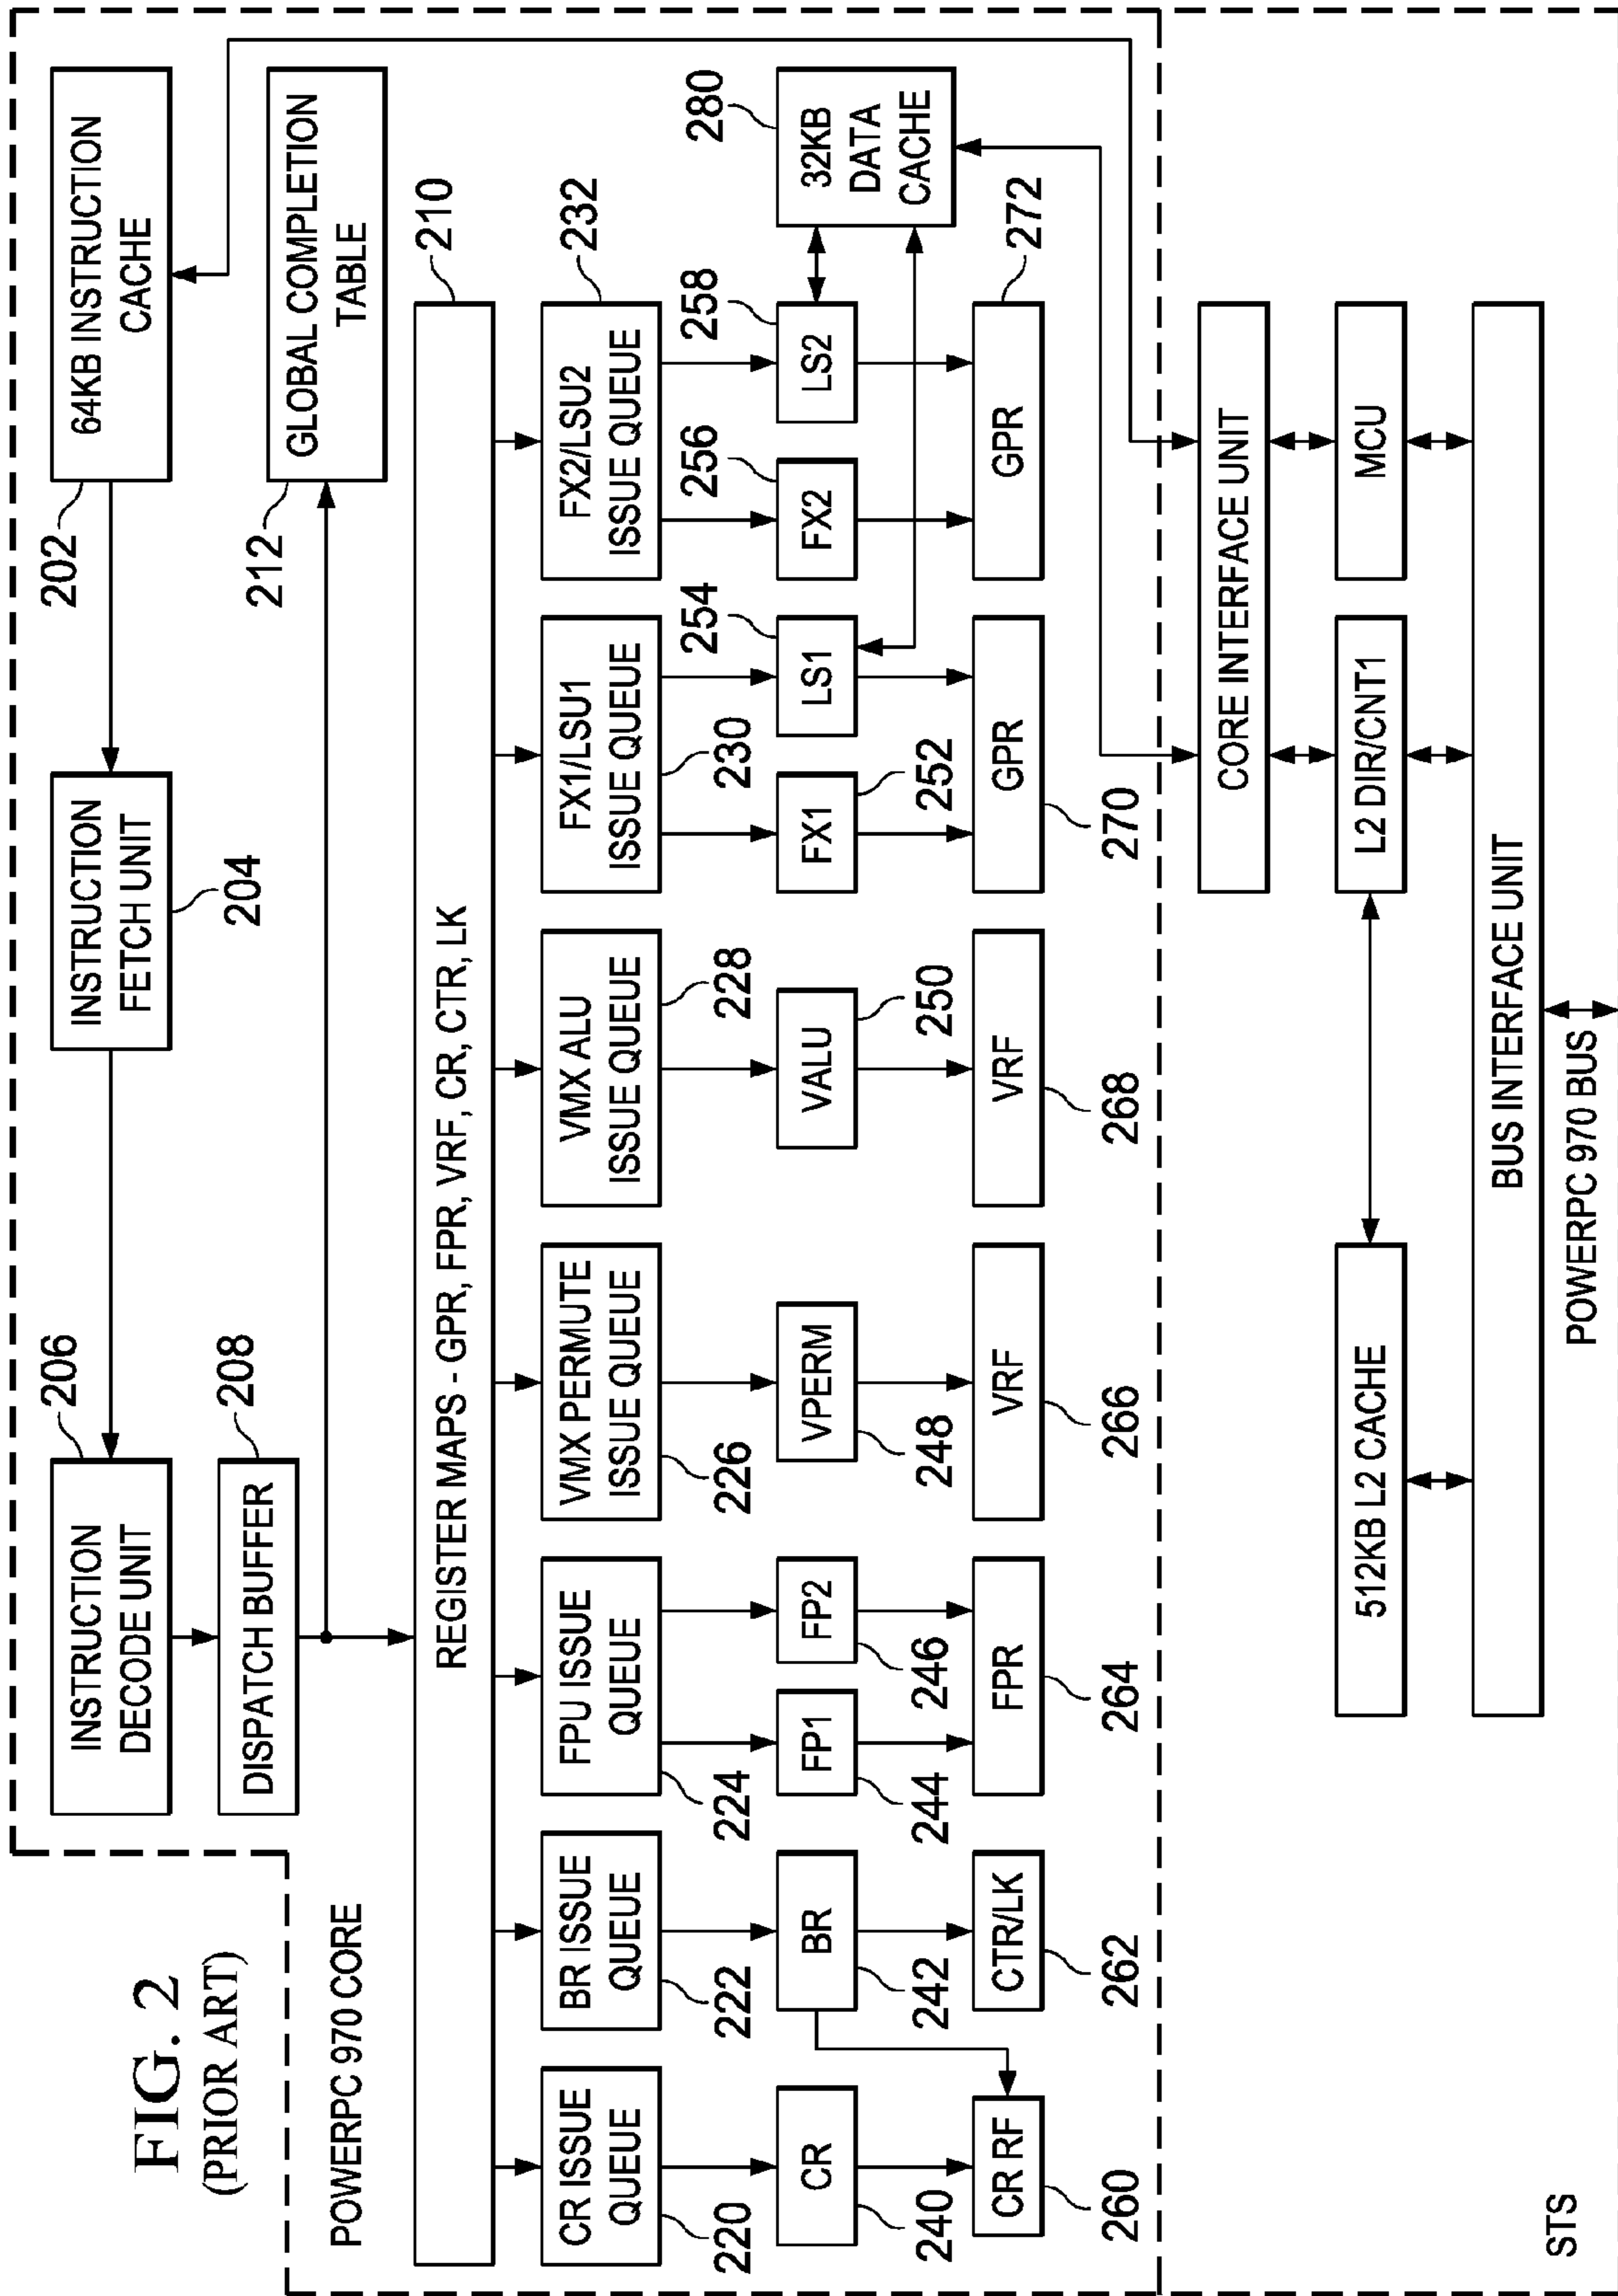 FIG. 2
(PRIOR ART)
206
INSTRUCTION
DECODE UNIT
INSTRUCTION
FETCH UNIT
204
202
64KB INSTRUCTION
CACHE
208
DISPATCH BUFFER
212
GLOBAL COMPLETION
TABLE
POWERPC 970 CORE
210
REGISTER MAPS - GPR, FPR, VRF, CR, CTR, LK
232
CR ISSUE
QUEUE
BR ISSUE
QUEUE
FPU ISSUE
QUEUE
VMX PERMUTE
ISSUE QUEUE
VMX ALU
ISSUE QUEUE
FX1/LSU1
ISSUE QUEUE
FX2/LSU2
ISSUE QUEUE
220
222
224
226
228
230
254
256
258
280
CR
BR
FP1
FP2
VPERM
VALU
FX1
LS1
FX2
LS2
32KB
DATA
CACHE
240
242
244
246
248
250
252
272
CR RF
CTR/LK
FPR
VRF
VRF
GPR
GPR
260
262
264
266
268
270
CORE INTERFACE UNIT
512KB L2 CACHE
L2 DIR/CNT1
MCU
BUS INTERFACE UNIT
STS
POWERPC 970 BUS